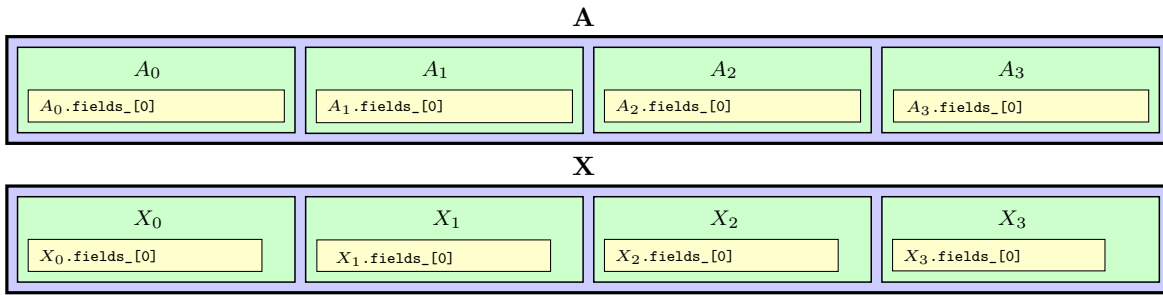 A
A₀ A₁ A₂ A₃
A₀.fields_[0] A₁.fields_[0] A₂.fields_[0] A₃.fields_[0]
X
X₀ X₁ X₂ X₃
X₀.fields_[0] X₁.fields_[0] X₂.fields_[0] X₃.fields_[0]